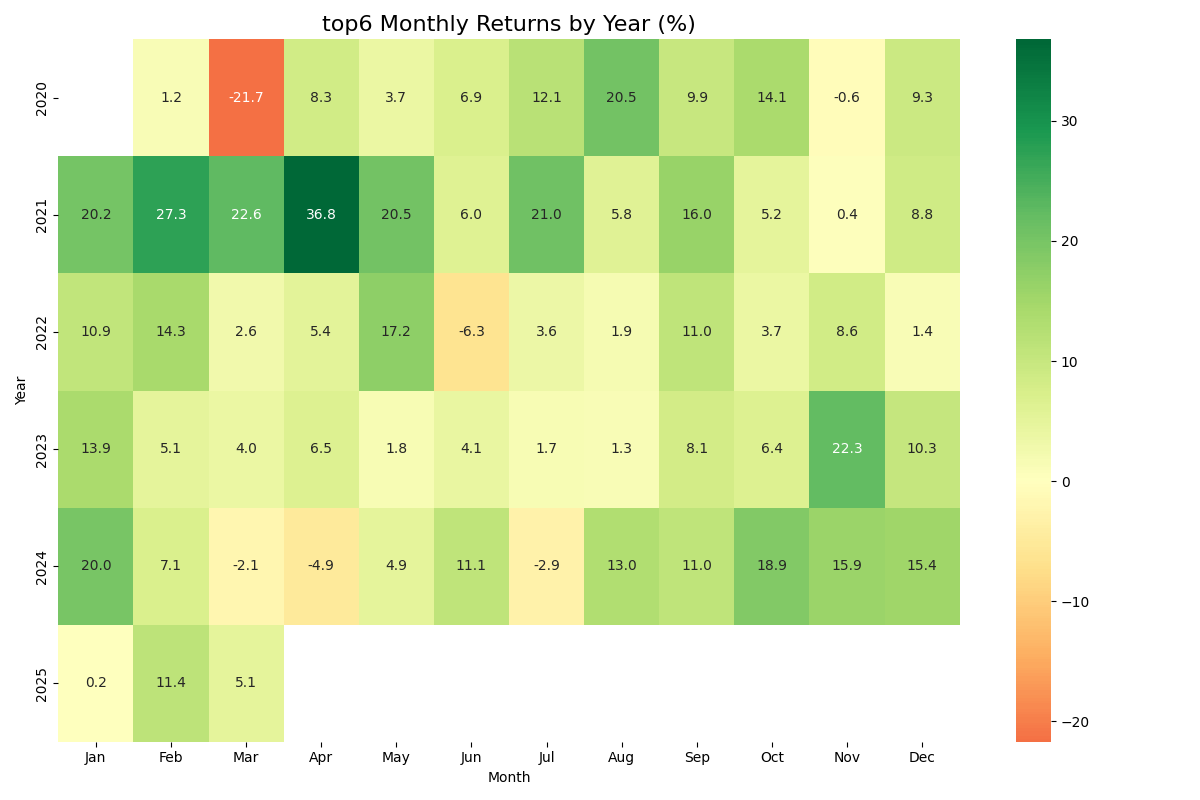 top6 Monthly Returns by Year (%)
2020 1.2 -21.7 8.3 3.7 6.9 12.1 20.5 9.9 14.1 -0.6 9.3
2021 20.2 27.3 22.6 36.8 20.5 6.0 21.0 5.8 16.0 5.2 0.4 8.8
2022 10.9 14.3 2.6 5.4 17.2 -6.3 3.6 1.9 11.0 3.7 8.6 1.4
2023 13.9 5.1 4.0 6.5 1.8 4.1 1.7 1.3 8.1 6.4 22.3 10.3
2024 20.0 7.1 -2.1 -4.9 4.9 11.1 -2.9 13.0 11.0 18.9 15.9 15.4
2025 0.2 11.4 5.1
Year
Jan Feb Mar Apr May Jun Jul Aug Sep Oct Nov Dec
Month
30
20
10
0
−10
−20